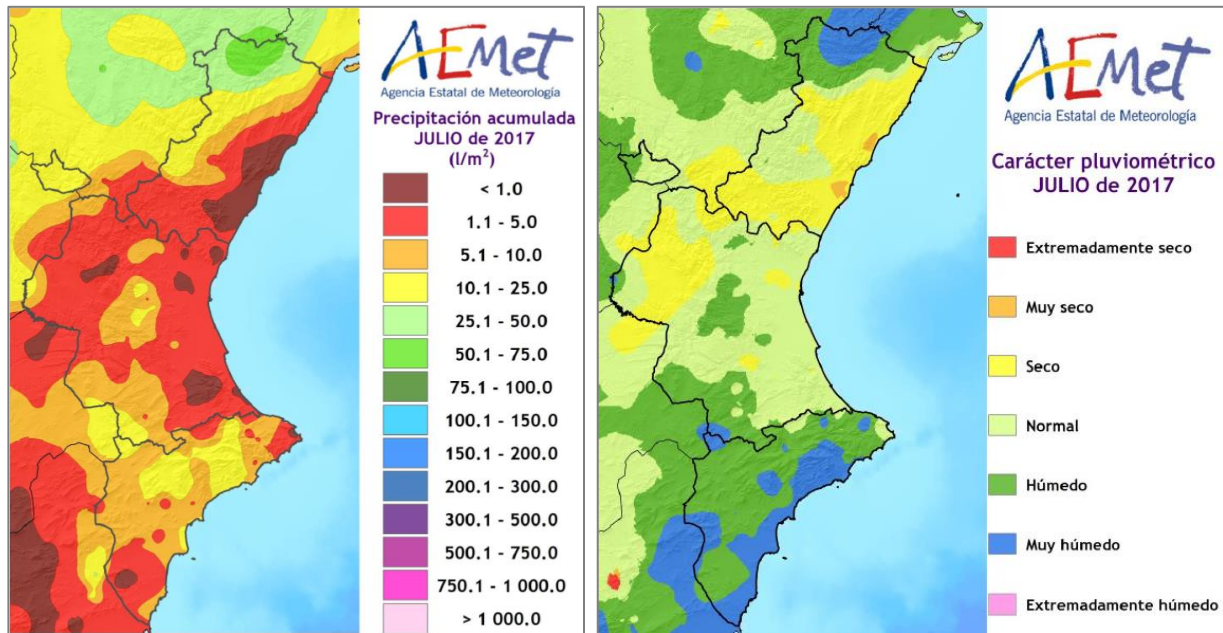 AEMet
Agencia Estatal de Meteorología
Precipitación acumulada
JULIO de 2017
(l/m²)
< 1.0
1.1 - 5.0
5.1 - 10.0
10.1 - 25.0
25.1 - 50.0
50.1 - 75.0
75.1 - 100.0
100.1 - 150.0
150.1 - 200.0
200.1 - 300.0
300.1 - 500.0
500.1 - 750.0
750.1 - 1 000.0
> 1 000.0
AEMet
Agencia Estatal de Meteorología
Carácter pluviométrico
JULIO de 2017
Extremadamente seco
Muy seco
Seco
Normal
Húmedo
Muy húmedo
Extremadamente húmedo